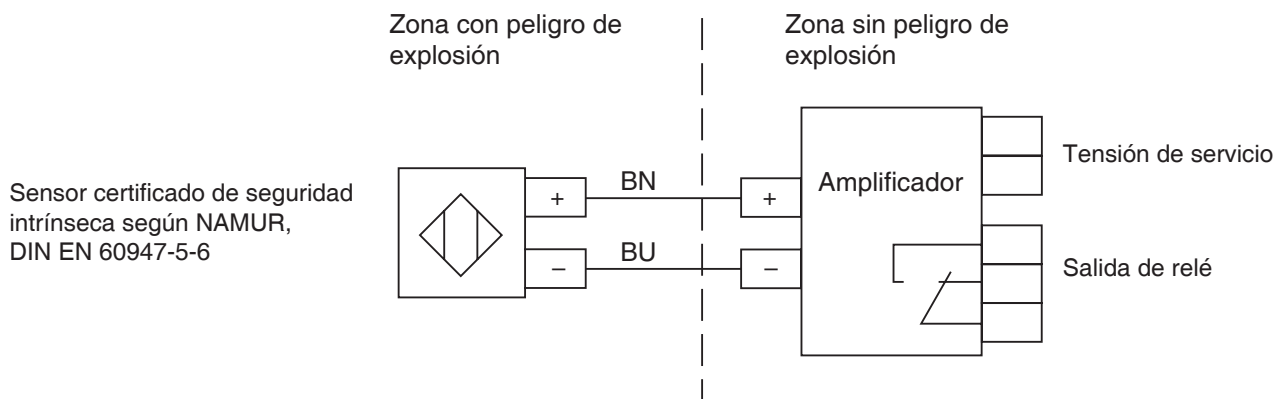 Zona con peligro de
explosión
Zona sin peligro de
explosión
Sensor certificado de seguridad
intrínseca según NAMUR,
DIN EN 60947-5-6
+
BN
+
–
BU
–
Amplificador
Tensión de servicio
Salida de relé